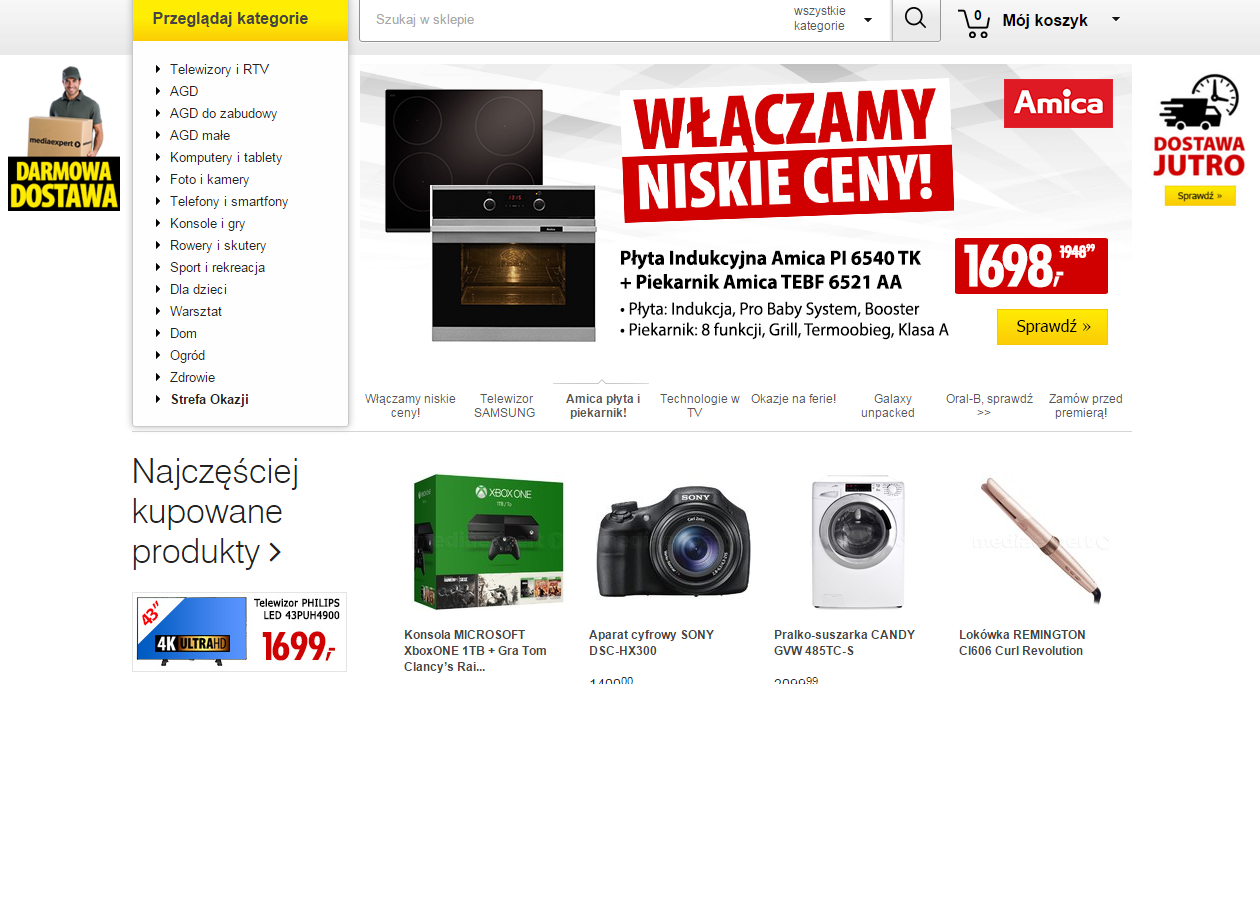 Przeglądaj kategorie
Szukaj w sklepie
wszystkie
kategorie
0
Mój koszyk
Telewizory i RTV
AGD
AGD do zabudowy
AGD małe
Komputery i tablety
Foto i kamery
Telefony i smartfony
Konsole i gry
Rowery i skutery
Sport i rekreacja
Dla dzieci
Warsztat
Dom
Ogród
Zdrowie
Strefa Okazji
mediaexpert
DARMOWA
DOSTAWA
WŁĄCZAMY
NISKIE CENY!
Amica
Płyta Indukcyjna Amica PI 6540 TK
+ Piekarnik Amica TEBF 6521 AA
• Płyta: Indukcja, Pro Baby System, Booster
• Piekarnik: 8 funkcji, Grill, Termoobieg, Klasa A
1698,- 194899
Sprawdź »
DOSTAWA
JUTRO
Sprawdź »
Włączamy niskie
ceny!
Telewizor
SAMSUNG
Amica płyta i
piekarnik!
Technologie w
TV
Okazje na ferie!
Galaxy
unpacked
Oral-B, sprawdź
>>
Zamów przed
premierą!
Najczęściej
kupowane
produkty
43”
4K ULTRAHD
Telewizor PHILIPS
LED 43PUH4900
1699,-
XBOX ONE
1TB / To
Konsola MICROSOFT
XboxONE 1TB + Gra Tom
Clancy’s Rai...
SONY
Carl Zeiss
Aparat cyfrowy SONY
DSC-HX300
Pralko-suszarka CANDY
GVW 485TC-S
mediaexpert
Lokówka REMINGTON
CI606 Curl Revolution